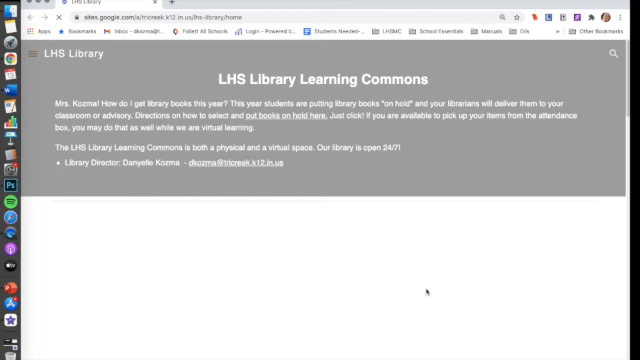 LHS Library
sites.google.com/a/tricreek.k12.in.us/lhs-library/home
Apps
Bookmarks
Inbox - dkozma@...
Follett All Schools
Login - Powered b...
Students Needed-...
LHSMC
School Essentials
Manuals
Oils
Other Bookmarks
LHS Library
LHS Library Learning Commons
Mrs. Kozma! How do I get library books this year? This year students are putting library books "on hold" and your librarians will deliver them to your
classroom or advisory. Directions on how to select and put books on hold here. Just click! If you are available to pick up your items from the attendance
box, you may do that as well while we are virtual learning.
The LHS Library Learning Commons is both a physical and a virtual space. Our library is open 24/7!
• Library Director: Danyelle Kozma - dkozma@tricreek.k12.in.us